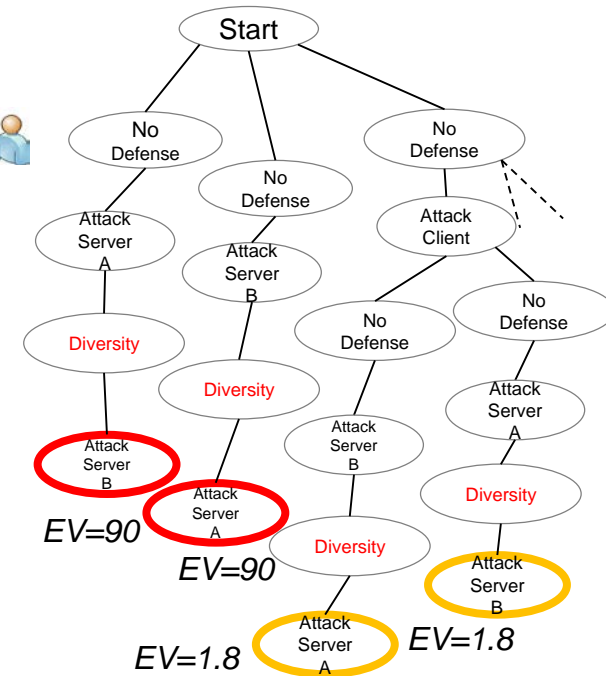 Start
No
Defense
No
Defense
No
Defense
Attack
Server
A
Attack
Server
B
Attack
Client
Diversity
Diversity
No
Defense
No
Defense
Attack
Server
B
Attack
Server
A
Attack
Server
B
Attack
Server
A
EV=90
EV=90
Diversity
Diversity
Attack
Server
A
Attack
Server
B
EV=1.8
EV=1.8